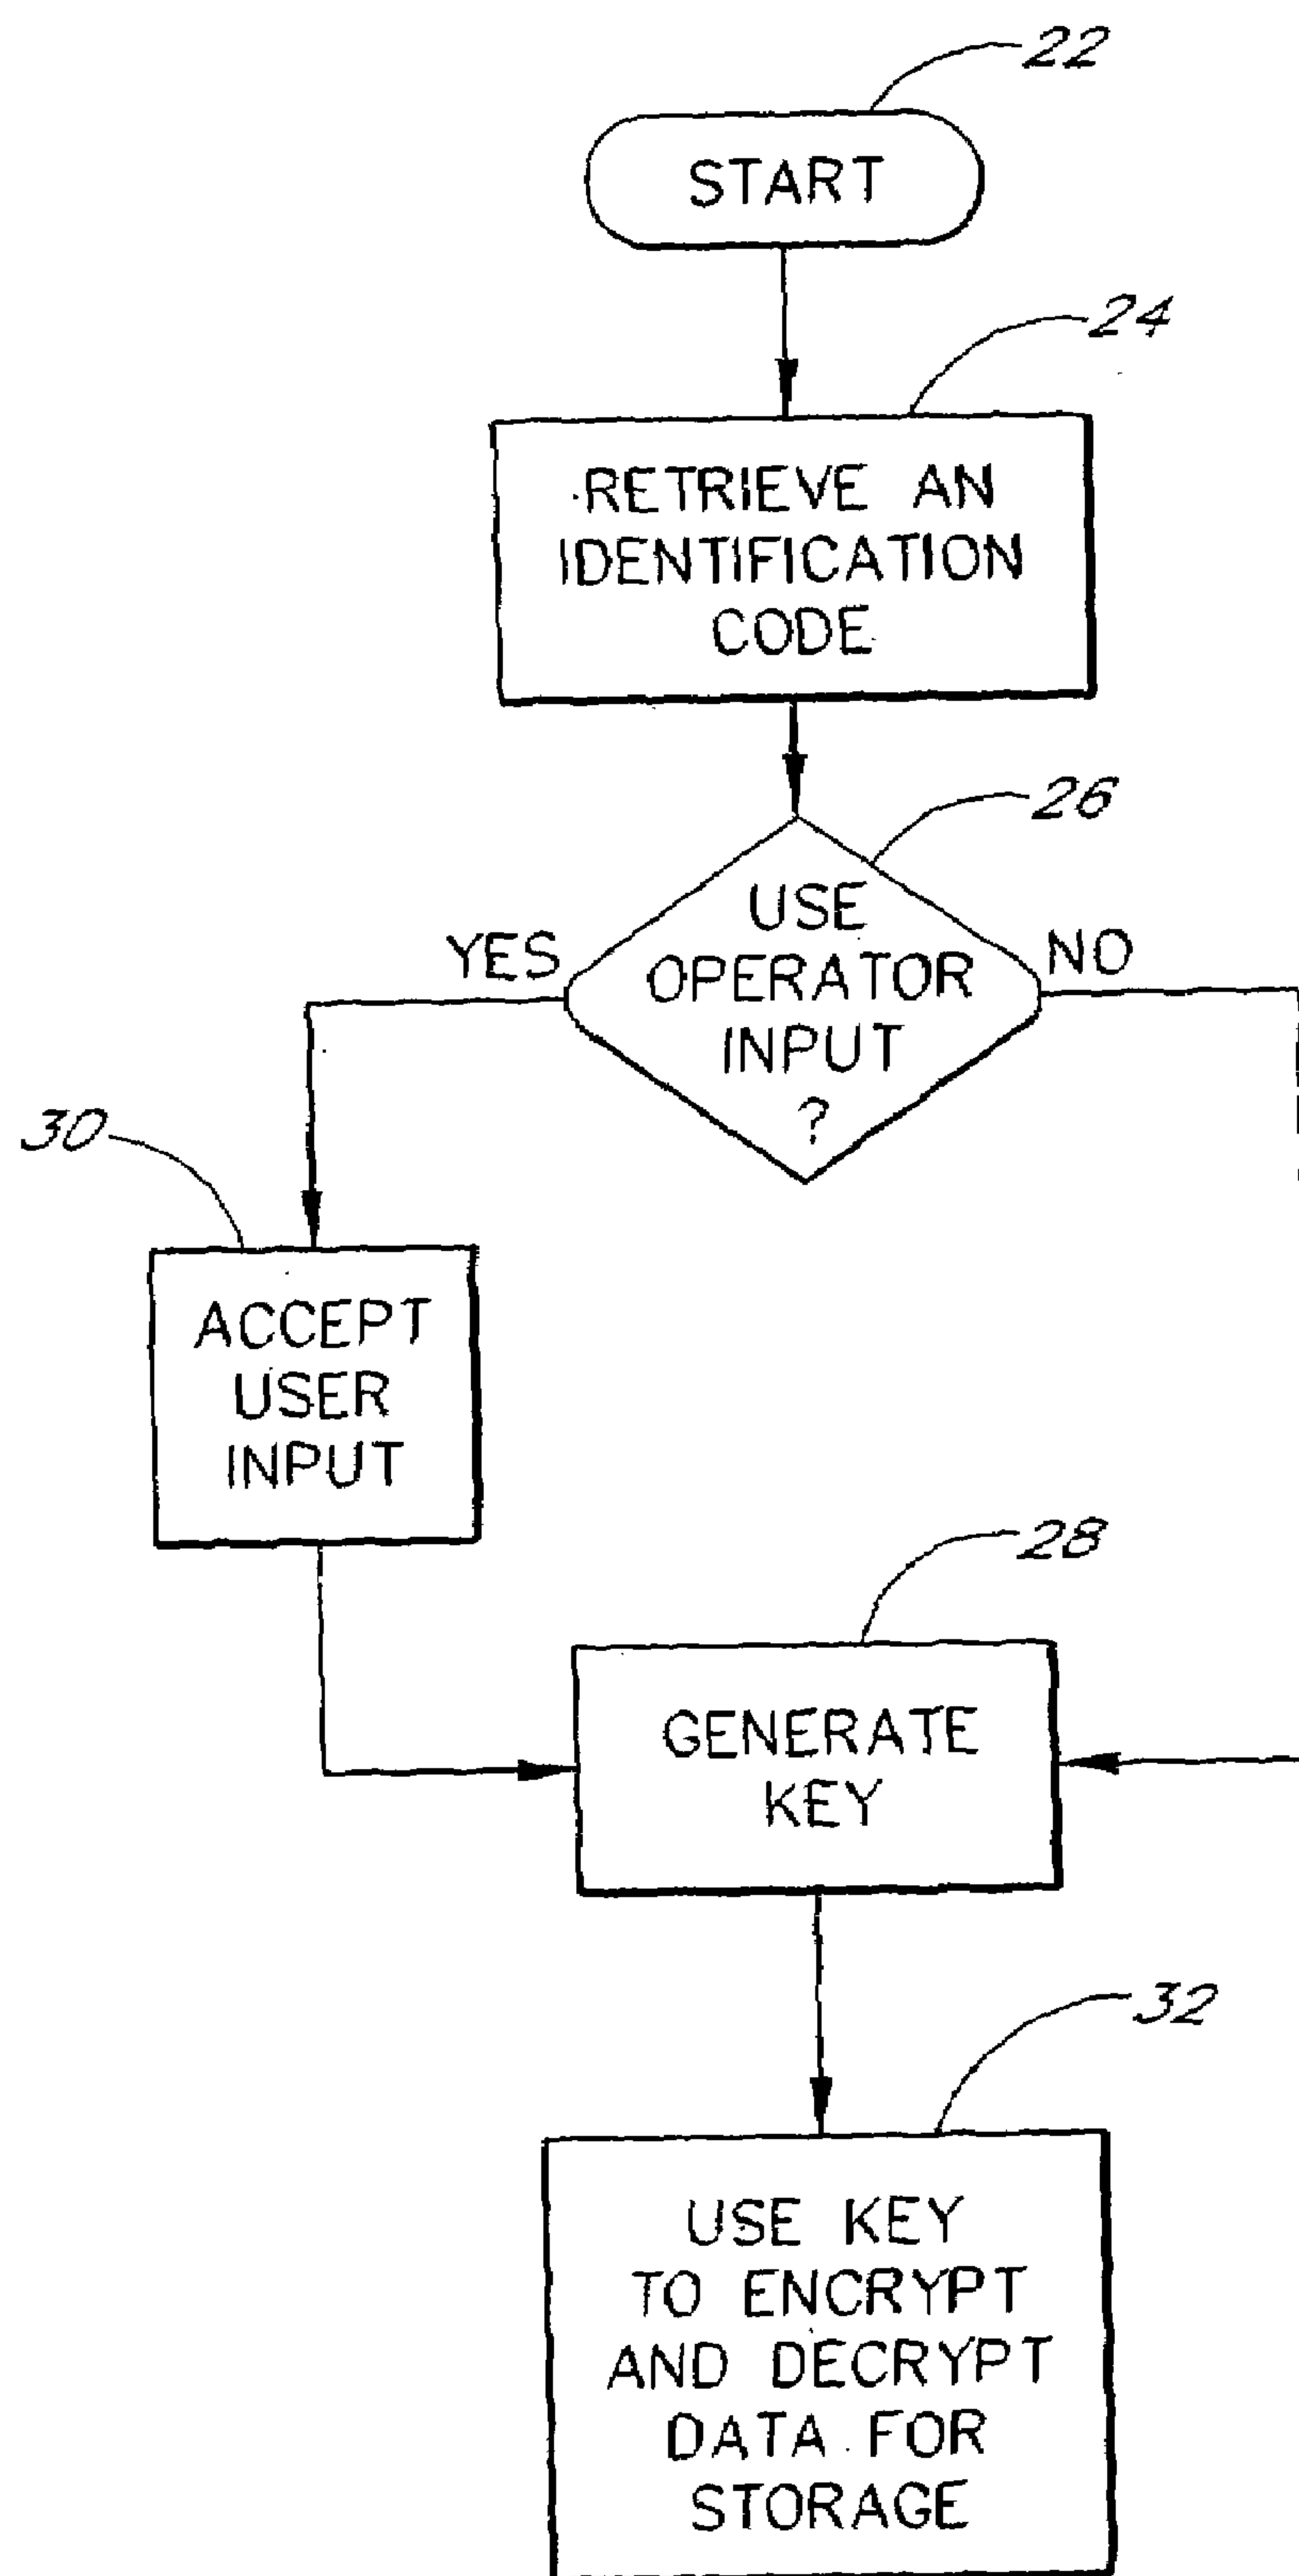 22
START
24
RETRIEVE AN
IDENTIFICATION
CODE
26
USE
OPERATOR
INPUT
?
YES
NO
30
ACCEPT
USER
INPUT
28
GENERATE
KEY
32
USE KEY
TO ENCRYPT
AND DECRYPT
DATA FOR
STORAGE